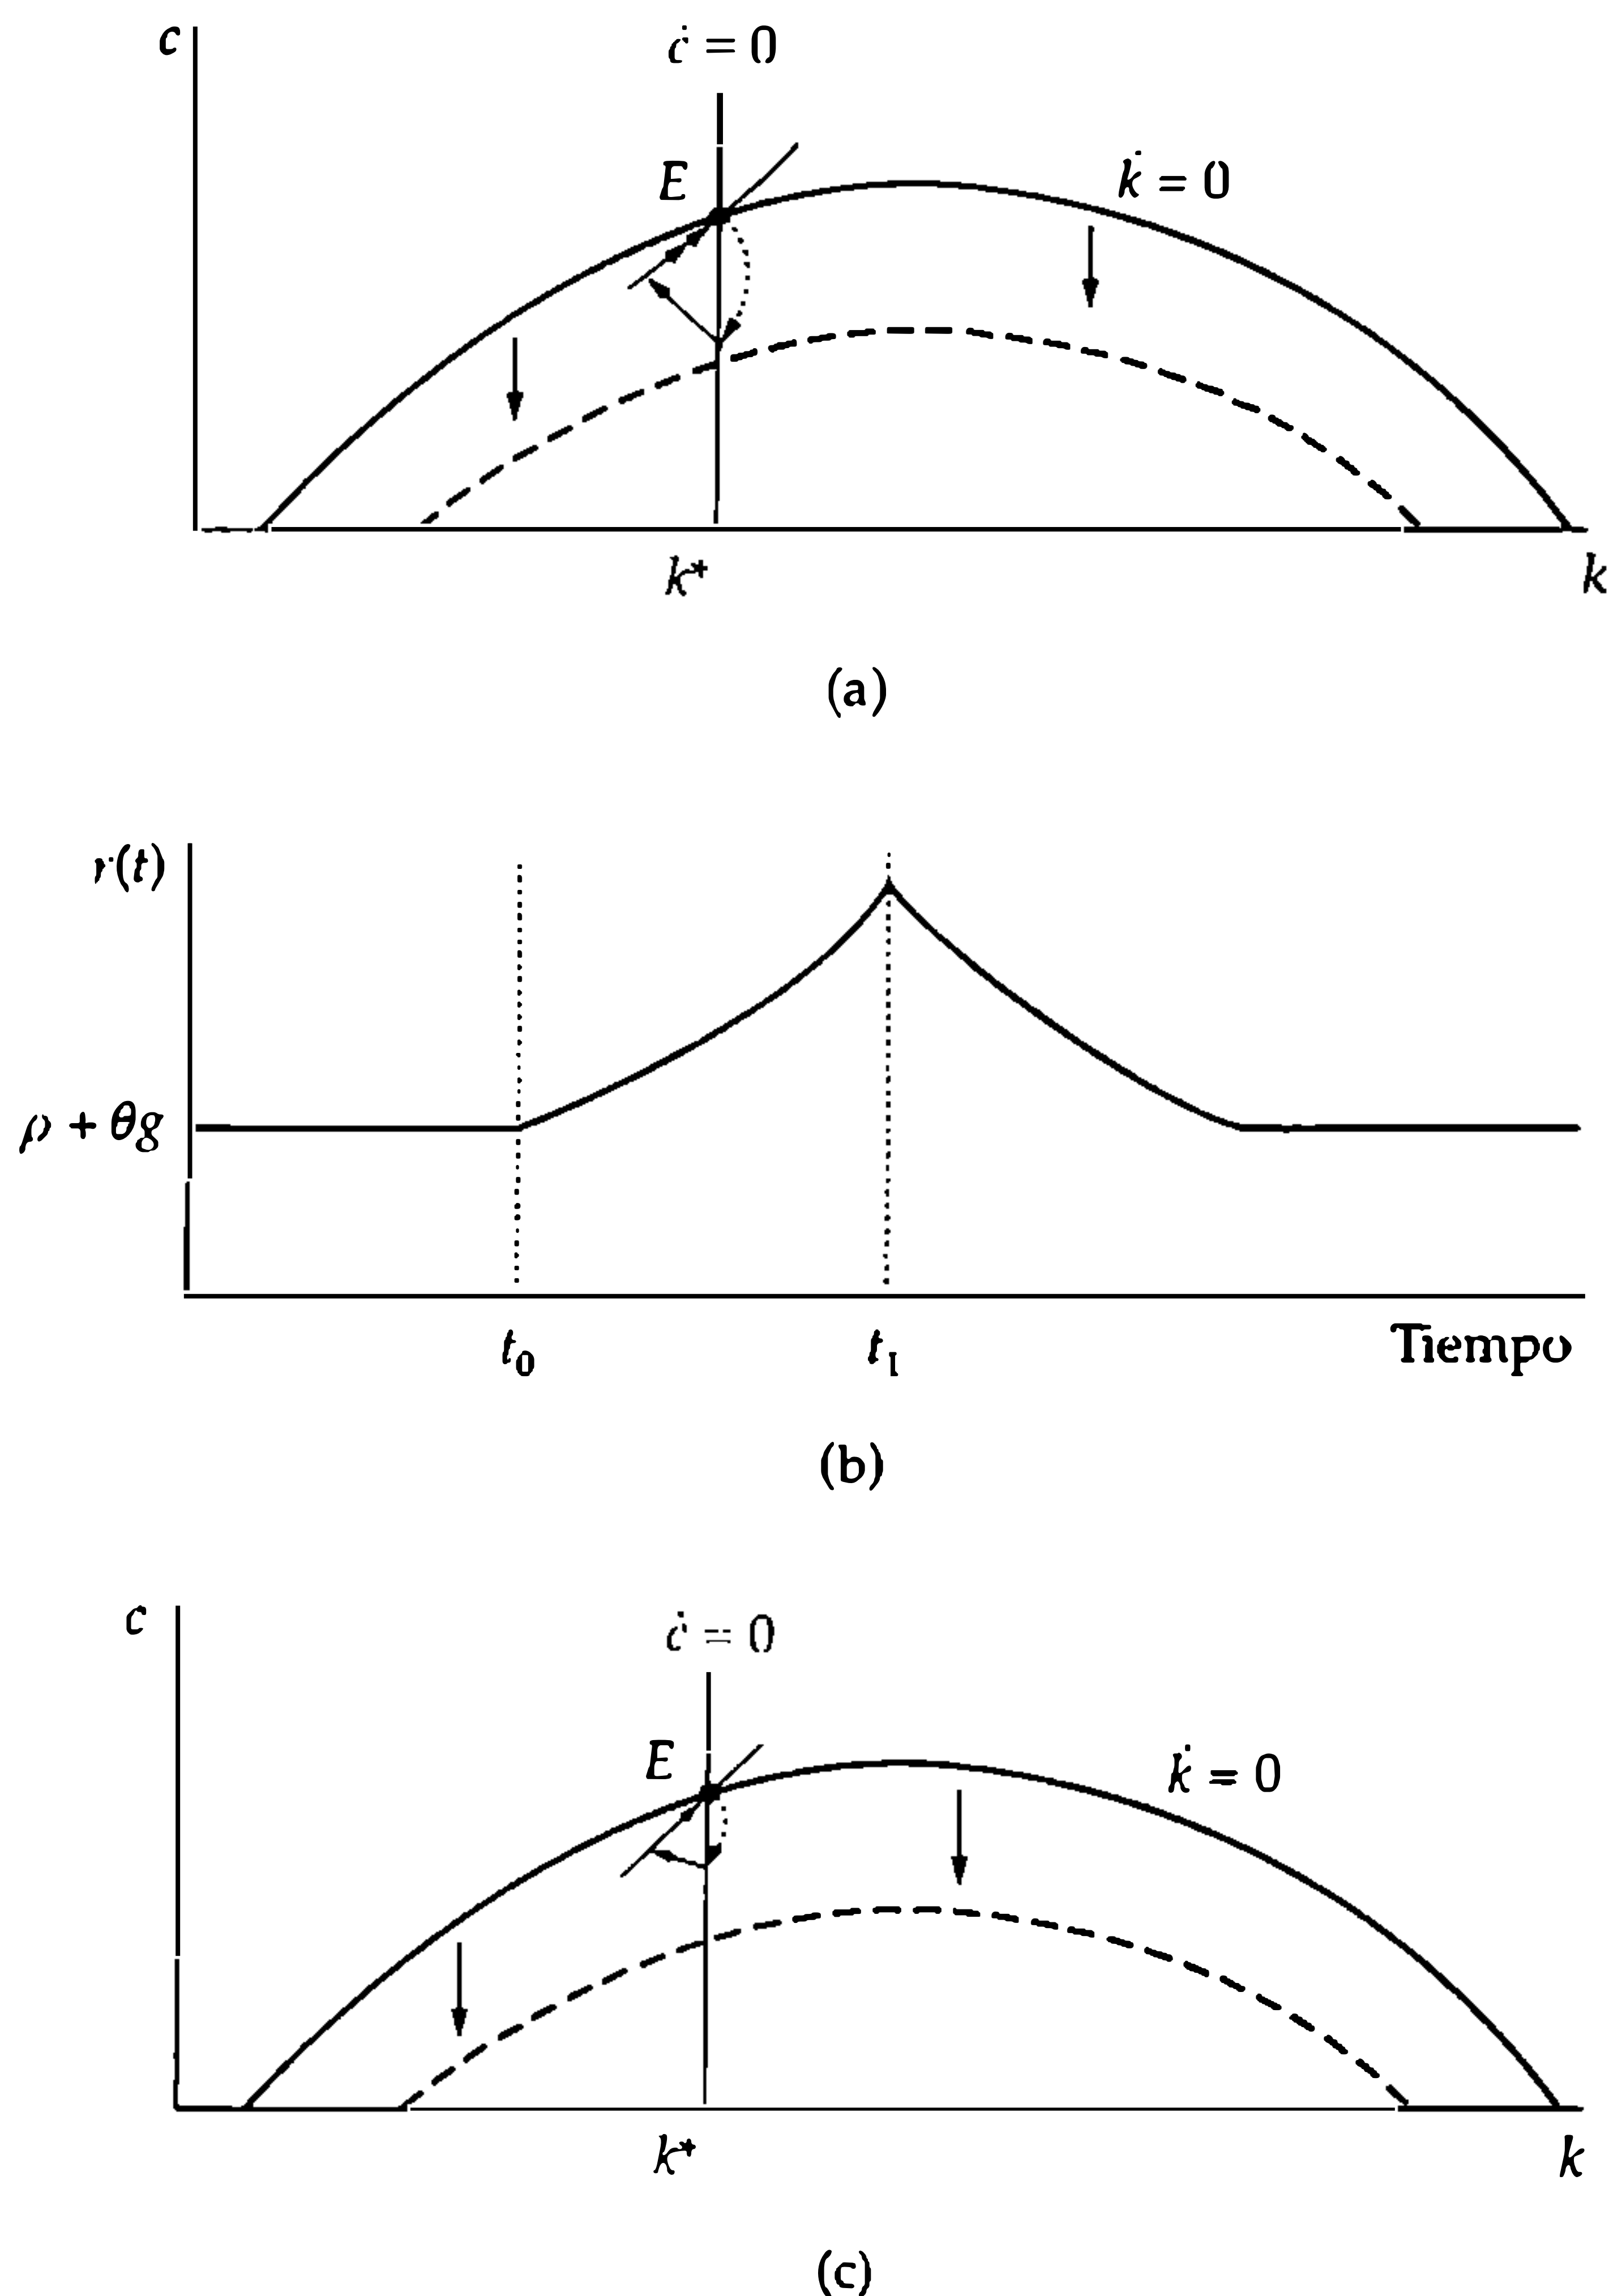 c
ċ = 0
E
k̇ = 0
k*
k
(a)
r(t)
ρ + θg
t₀
t₁
Tiempo
(b)
c
ċ = 0
E
k̇ = 0
k*
k
(c)